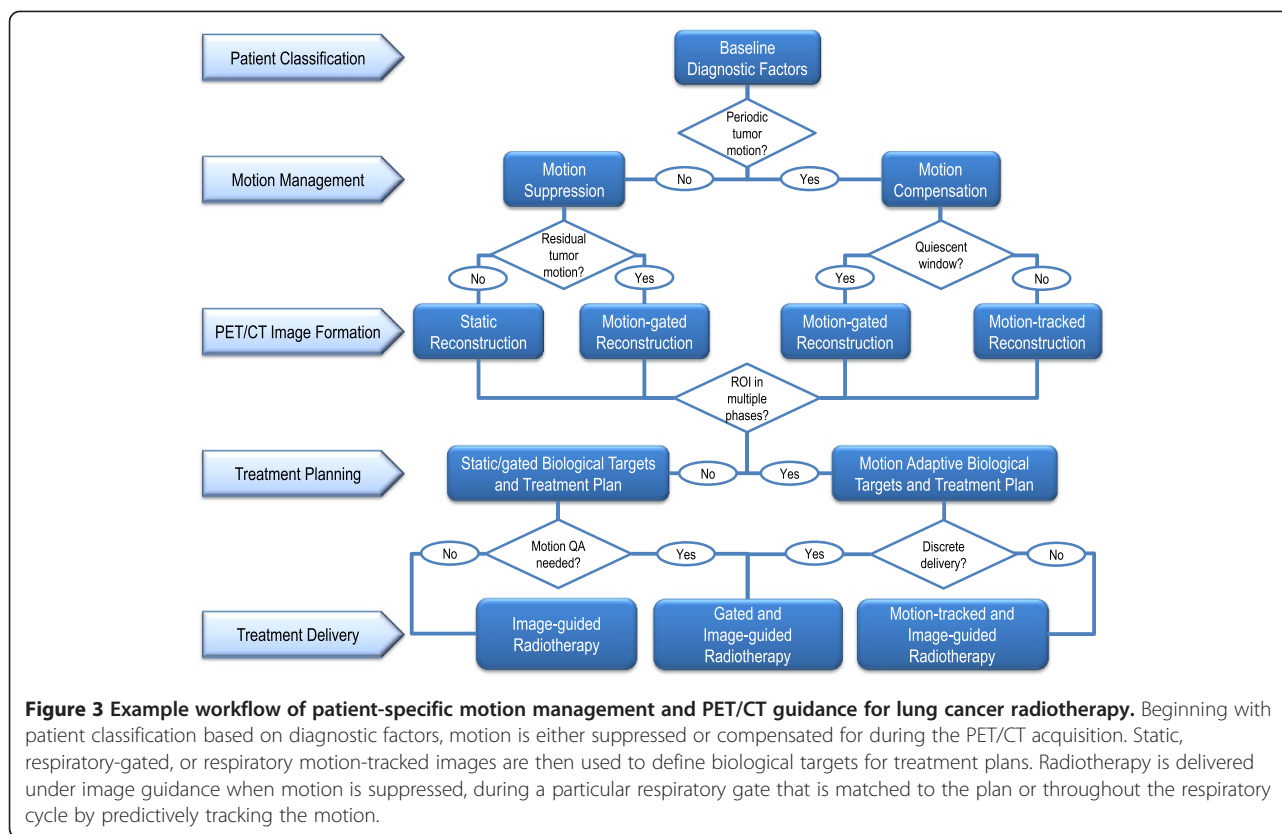 Patient Classification
Baseline
Diagnostic Factors
Periodic
tumor
motion?
Motion Management
Motion
Suppression
No
Yes
Motion
Compensation
Residual
tumor
motion?
Quiescent
window?
No
Yes
Yes
No
PET/CT Image Formation
Static
Reconstruction
Motion-gated
Reconstruction
Motion-gated
Reconstruction
Motion-tracked
Reconstruction
ROI in
multiple
phases?
Treatment Planning
Static/gated Biological Targets
and Treatment Plan
No
Yes
Motion Adaptive Biological
Targets and Treatment Plan
No
Motion QA
needed?
Yes
Yes
Discrete
delivery?
No
Treatment Delivery
Image-guided
Radiotherapy
Gated and
Image-guided
Radiotherapy
Motion-tracked and
Image-guided
Radiotherapy
Figure 3 Example workflow of patient-specific motion management and PET/CT guidance for lung cancer radiotherapy. Beginning with
patient classification based on diagnostic factors, motion is either suppressed or compensated for during the PET/CT acquisition. Static,
respiratory-gated, or respiratory motion-tracked images are then used to define biological targets for treatment plans. Radiotherapy is delivered
under image guidance when motion is suppressed, during a particular respiratory gate that is matched to the plan or throughout the respiratory
cycle by predictively tracking the motion.